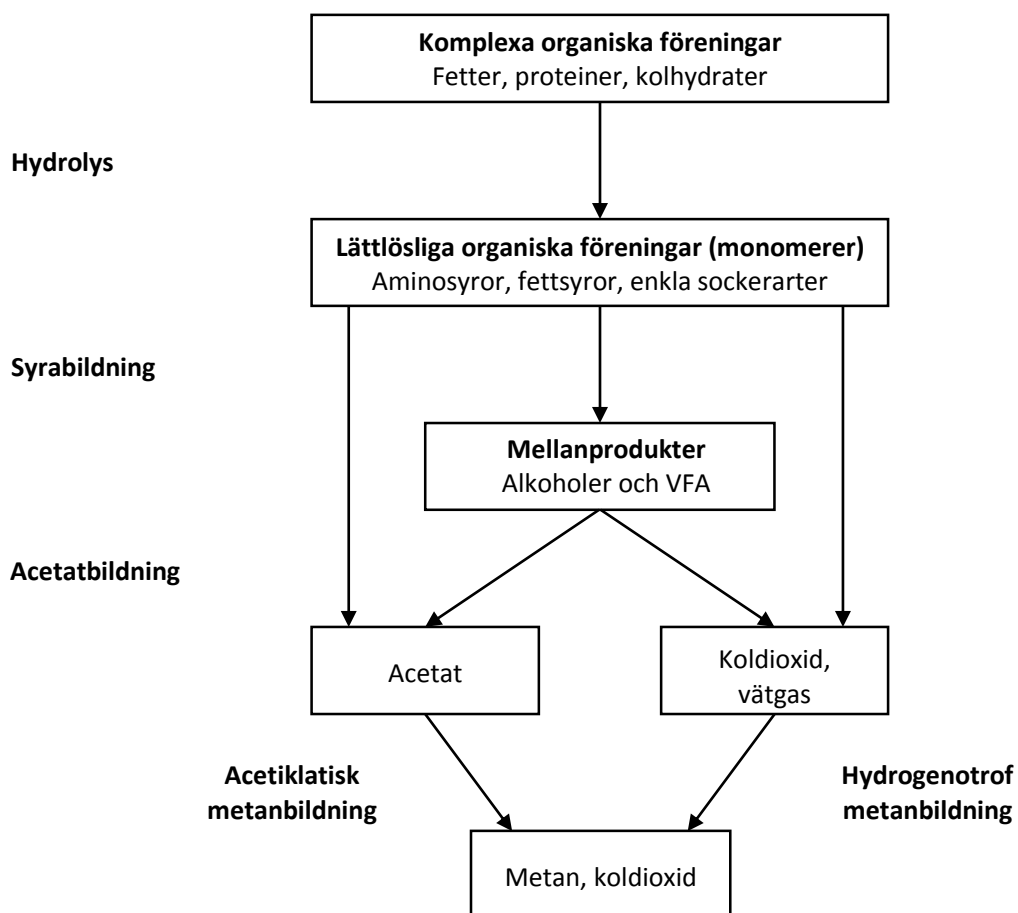 Komplexa organiska föreningar
Fetter, proteiner, kolhydrater
Hydrolys
Lättlösliga organiska föreningar (monomerer)
Aminosyror, fettsyror, enkla sockerarter
Syrabildning
Mellanprodukter
Alkoholer och VFA
Acetatbildning
Acetat
Koldioxid,
vätgas
Acetiklatisk
metanbildning
Hydrogenotrof
metanbildning
Metan, koldioxid